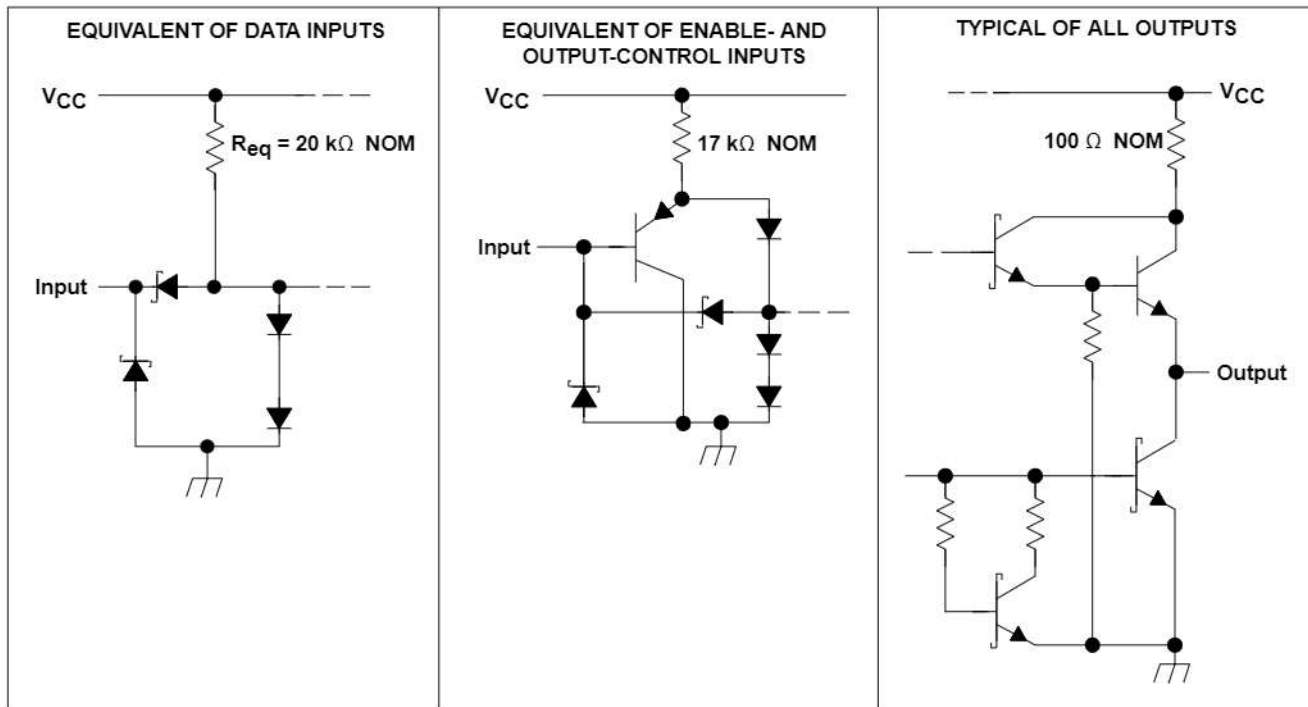 EQUIVALENT OF DATA INPUTS
VCC
Req = 20 kΩ NOM
Input
EQUIVALENT OF ENABLE- AND
OUTPUT-CONTROL INPUTS
VCC
17 kΩ NOM
Input
TYPICAL OF ALL OUTPUTS
VCC
100 Ω NOM
Output